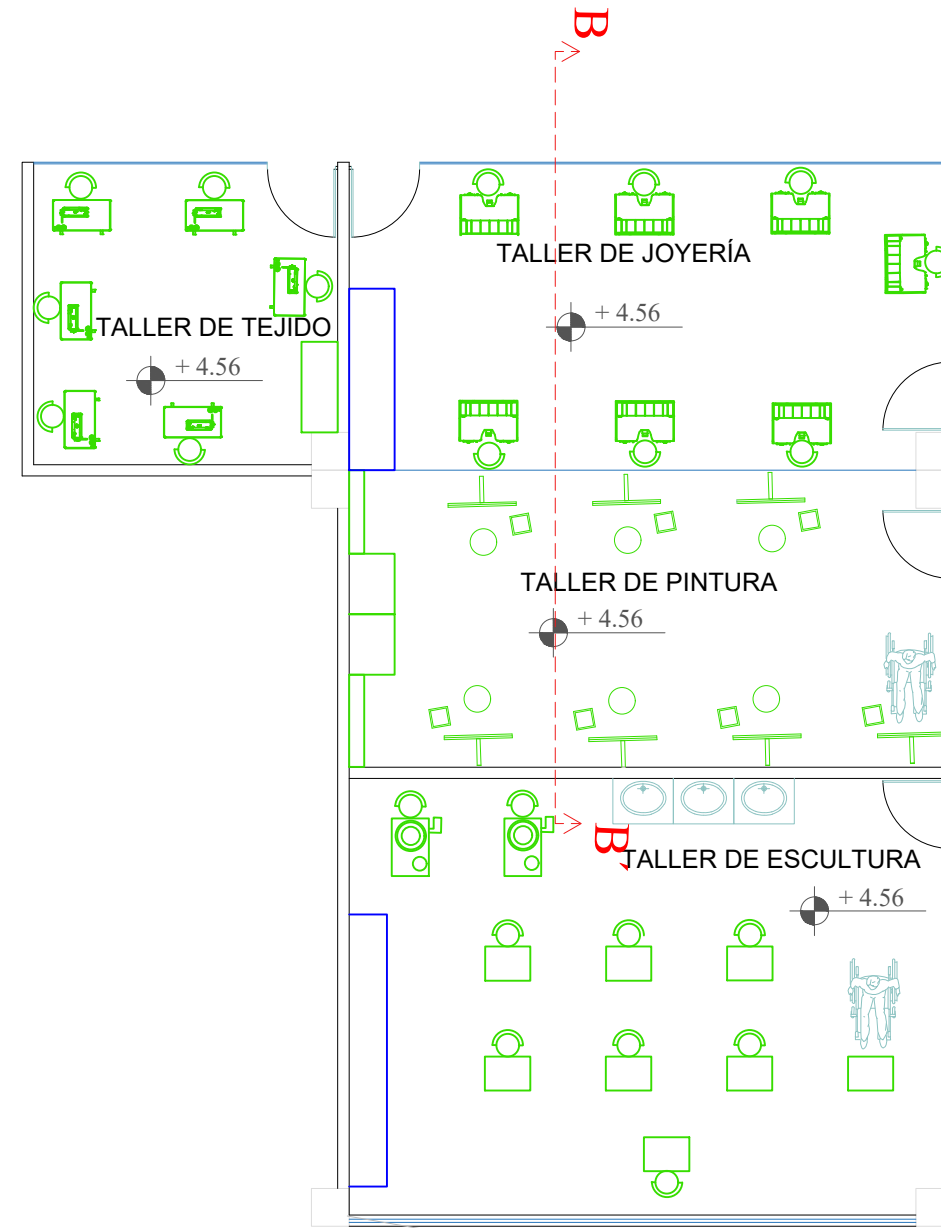 B
TALLER DE JOYERÍA
+ 4.56
TALLER DE TEJIDO
+ 4.56
TALLER DE PINTURA
+ 4.56
B'
TALLER DE ESCULTURA
+ 4.56